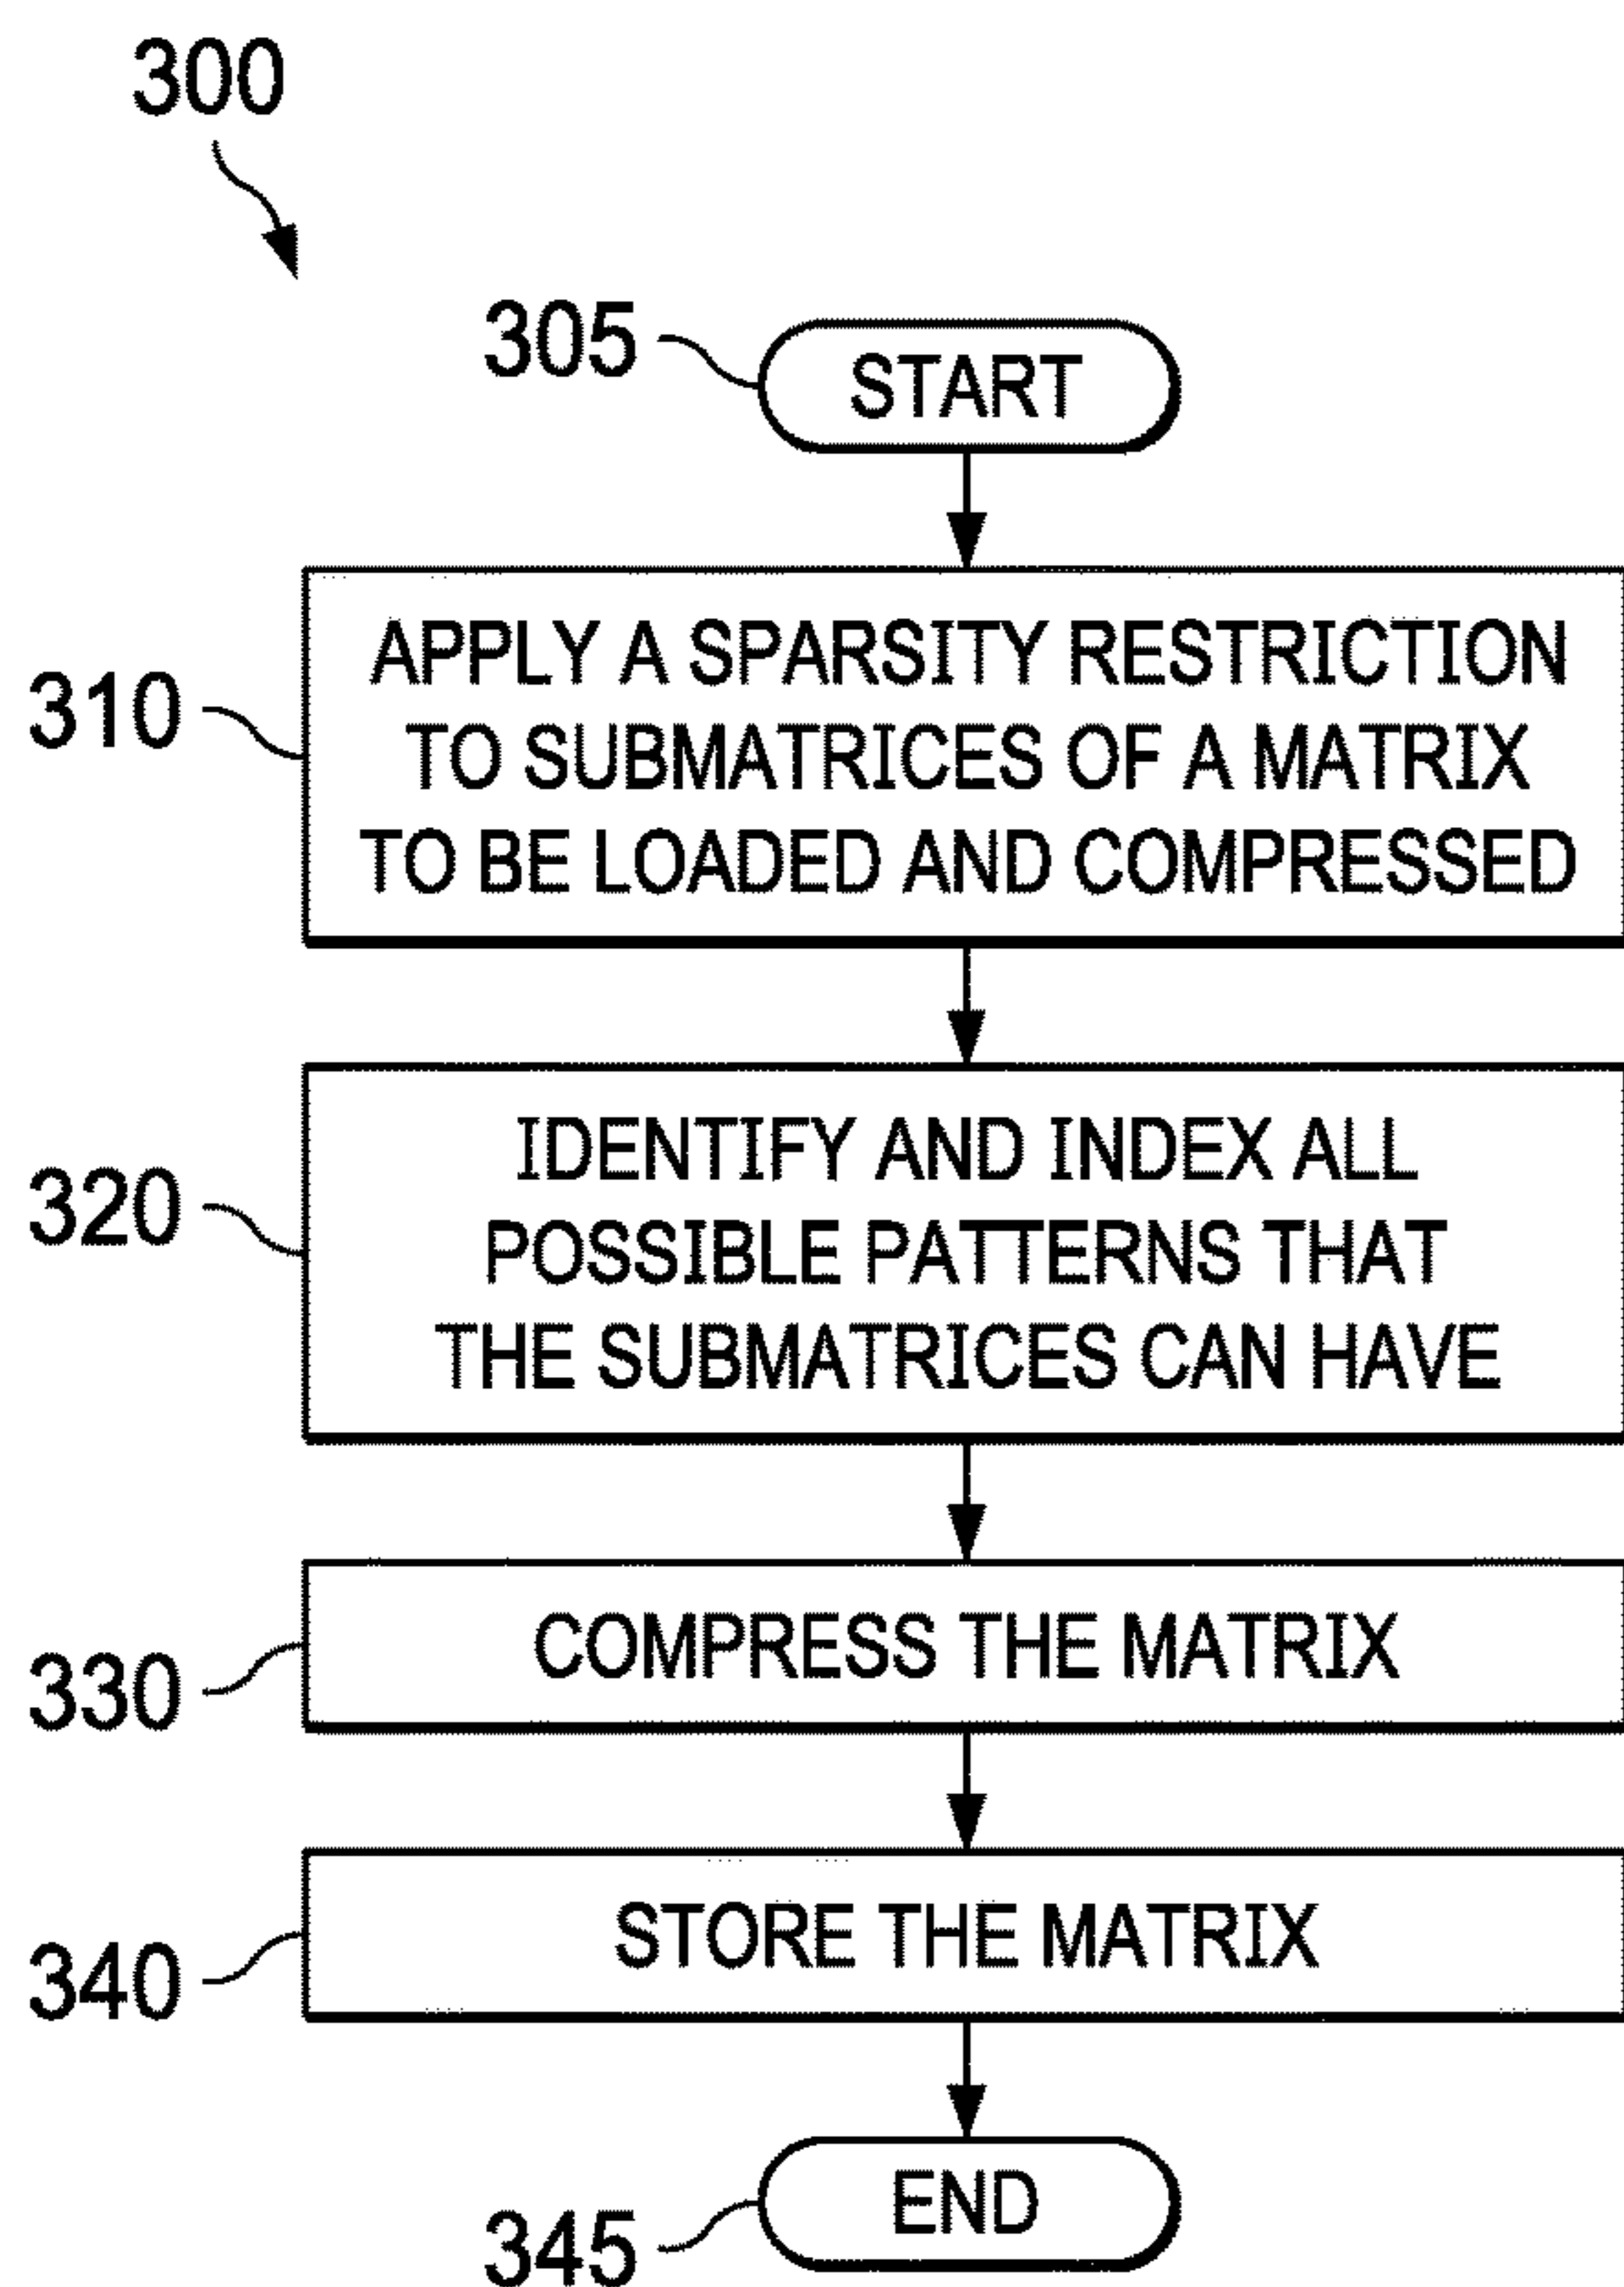 300
305
START
310
APPLY A SPARSITY RESTRICTION
TO SUBMATRICES OF A MATRIX
TO BE LOADED AND COMPRESSED
320
IDENTIFY AND INDEX ALL
POSSIBLE PATTERNS THAT
THE SUBMATRICES CAN HAVE
330
COMPRESS THE MATRIX
340
STORE THE MATRIX
345
END